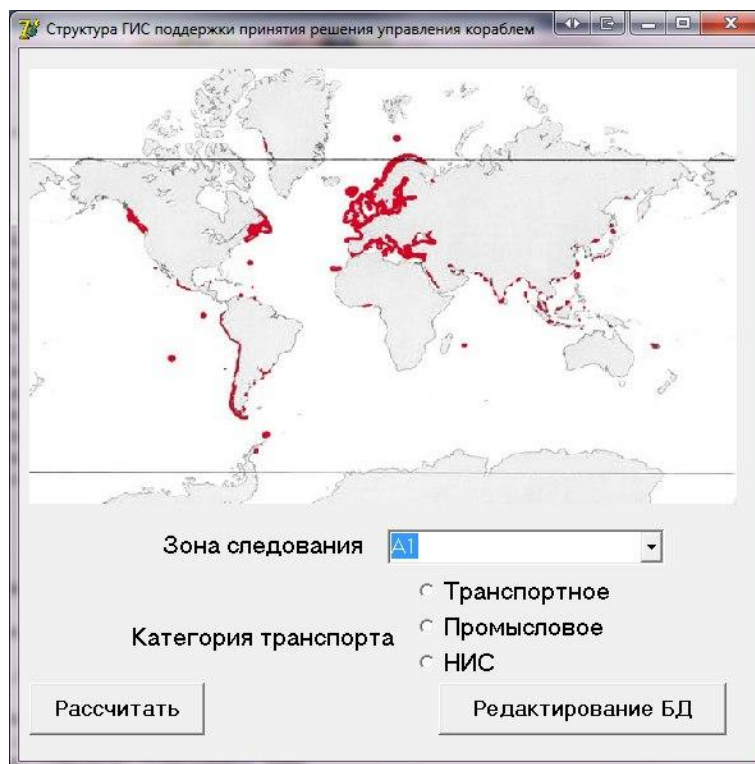 Структура ГИС поддержки принятия решения управления кораблем
Зона следования
A1
Транспортное
Категория транспорта
Промысловое
НИС
Рассчитать
Редактирование БД